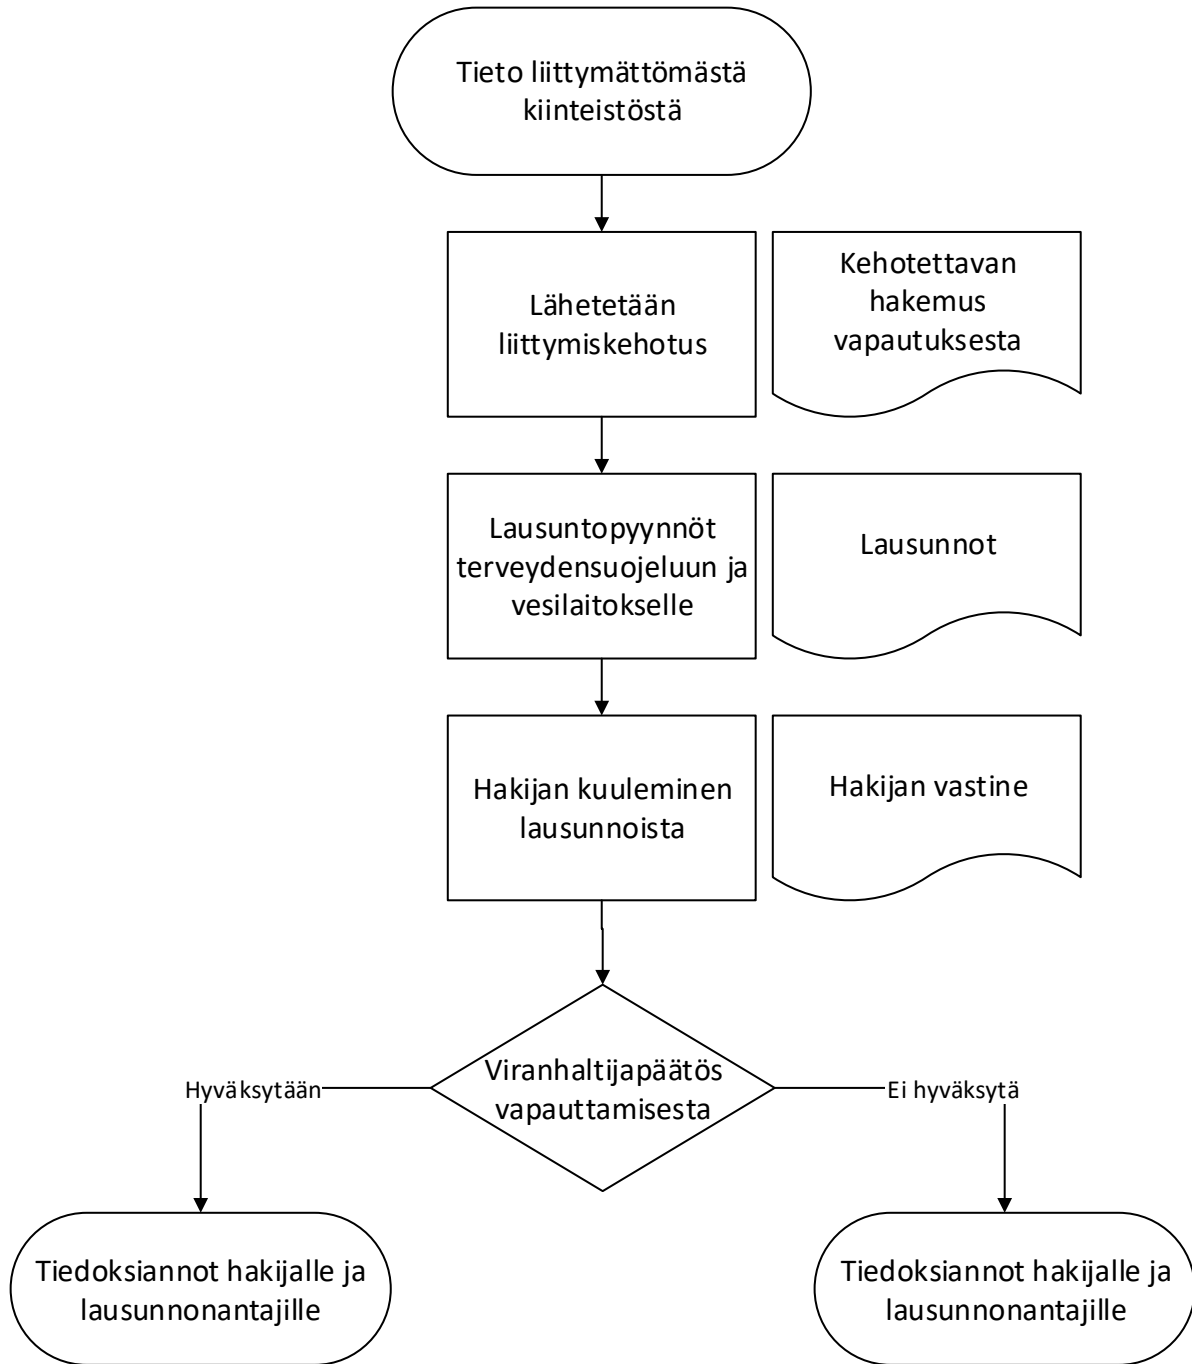 Tieto liittymättömästä
kiinteistöstä
Lähetetään
liittymiskehotus
Kehotettavan
hakemus
vapautuksesta
Lausuntopyynnöt
terveydensuojeluun ja
vesilaitokselle
Lausunnot
Hakijan kuuleminen
lausunnoista
Hakijan vastine
Viranhaltijapäätös
vapauttamisesta
Hyväksytään
Ei hyväksytä
Tiedoksiannot hakijalle ja
lausunnonantajille
Tiedoksiannot hakijalle ja
lausunnonantajille